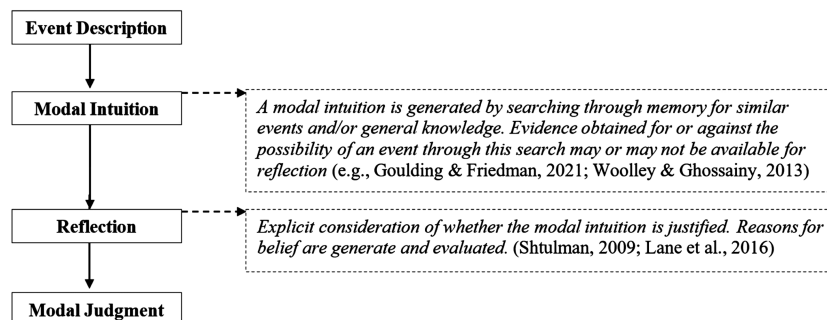 Event Description
Modal Intuition
A modal intuition is generated by searching through memory for similar
events and/or general knowledge. Evidence obtained for or against the
possibility of an event through this search may or may not be available for
reflection (e.g., Goulding & Friedman, 2021; Woolley & Ghossainy, 2013)
Reflection
Explicit consideration of whether the modal intuition is justified. Reasons for
belief are generate and evaluated. (Shtulman, 2009; Lane et al., 2016)
Modal Judgment